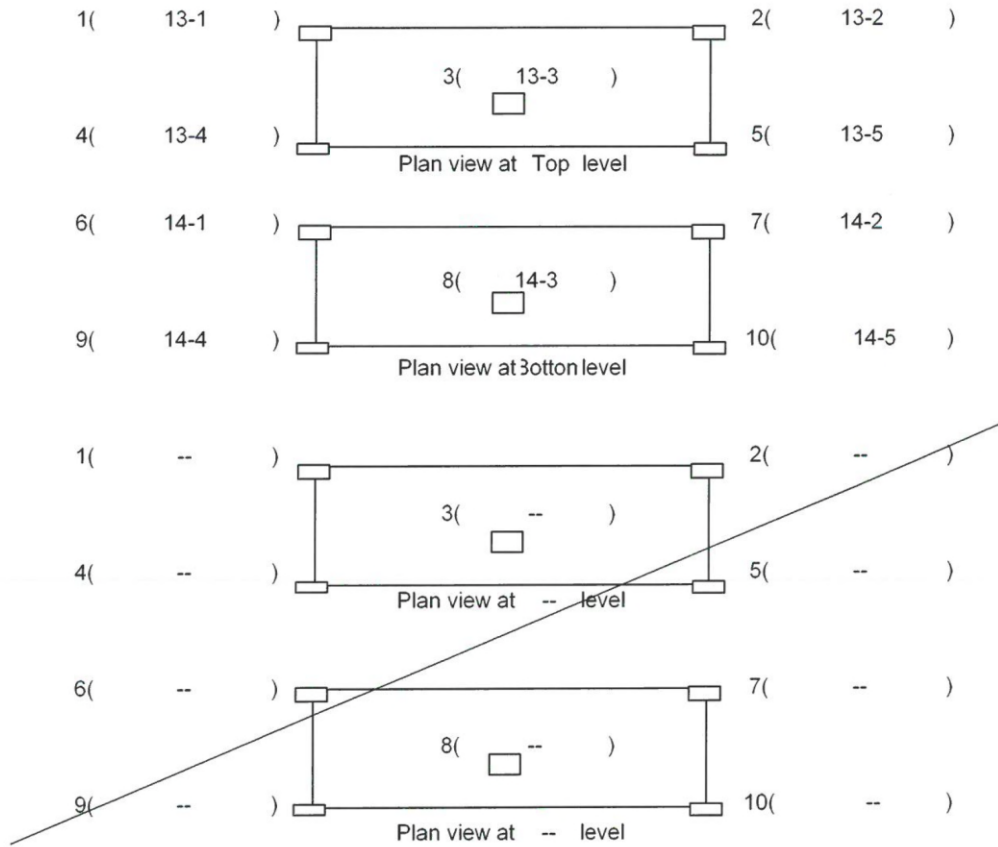 1( 13-1 ) 2( 13-2 )
3( 13-3 )
4( 13-4 ) 5( 13-5 )
Plan view at Top level
6( 14-1 ) 7( 14-2 )
8( 14-3 )
9( 14-4 ) 10( 14-5 )
Plan view at Botton level
1( -- ) 2( -- )
3( -- )
4( -- ) 5( -- )
Plan view at -- level
6( -- ) 7( -- )
8( -- )
9( -- ) 10( -- )
Plan view at -- level